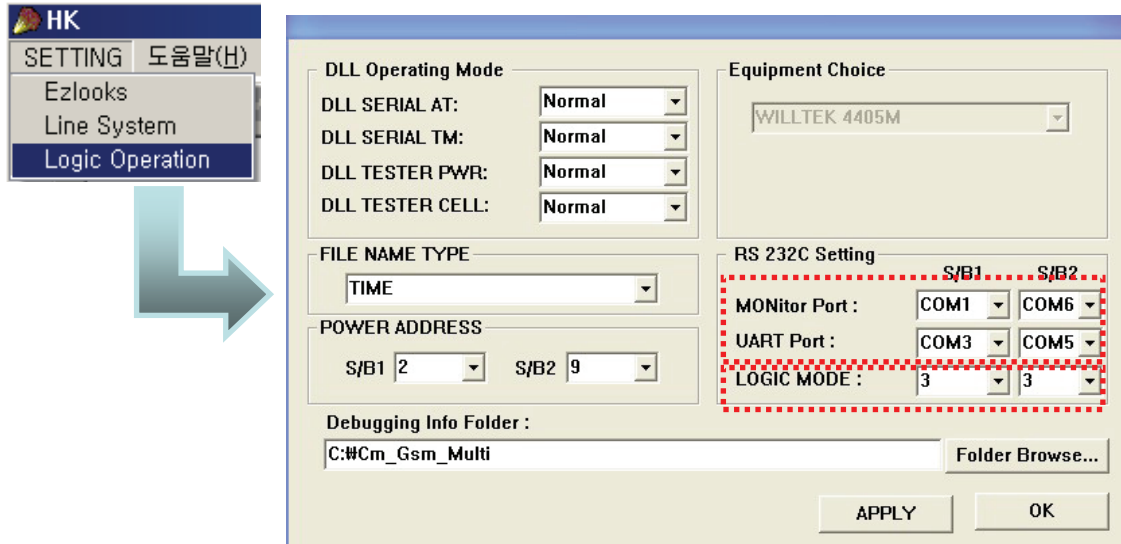 HK
SETTING 도움말(H)
Ezlooks
Line System
Logic Operation
DLL Operating Mode
DLL SERIAL AT: Normal
DLL SERIAL TM: Normal
DLL TESTER PWR: Normal
DLL TESTER CELL: Normal
Equipment Choice
WILLTEK 4405M
FILE NAME TYPE
TIME
POWER ADDRESS
S/B1 2 S/B2 9
RS 232C Setting
S/B1 S/B2
MONitor Port : COM1 COM6
UART Port : COM3 COM5
LOGIC MODE : 3 3
Debugging Info Folder :
C:₩Cm_Gsm_Multi Folder Browse...
APPLY OK